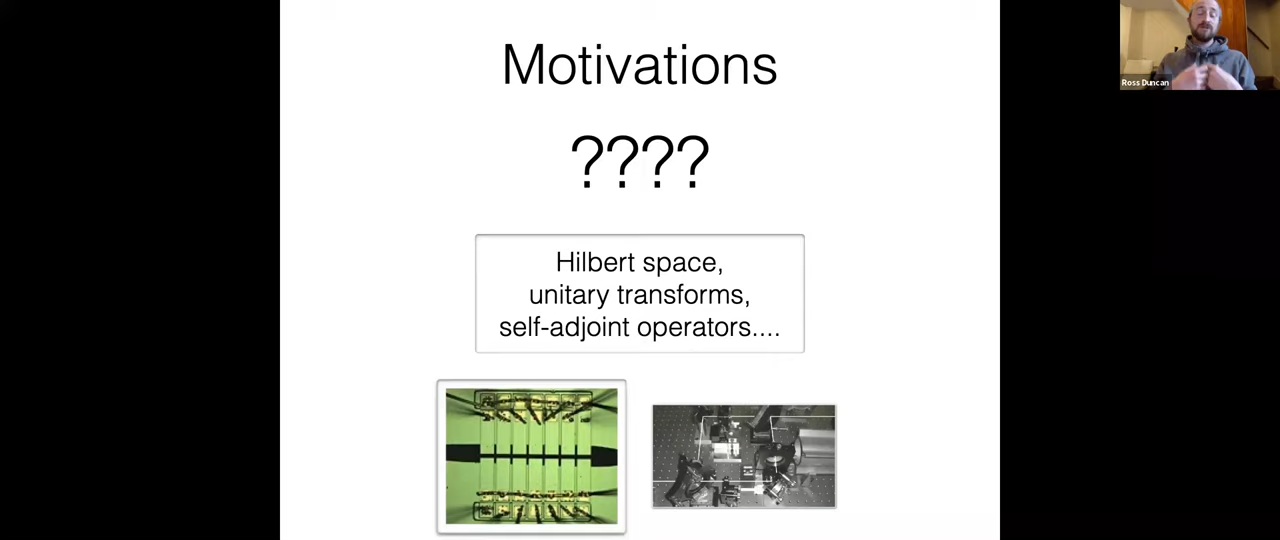 Motivations
????
Hilbert space,
unitary transforms,
self-adjoint operators....
Ross Duncan